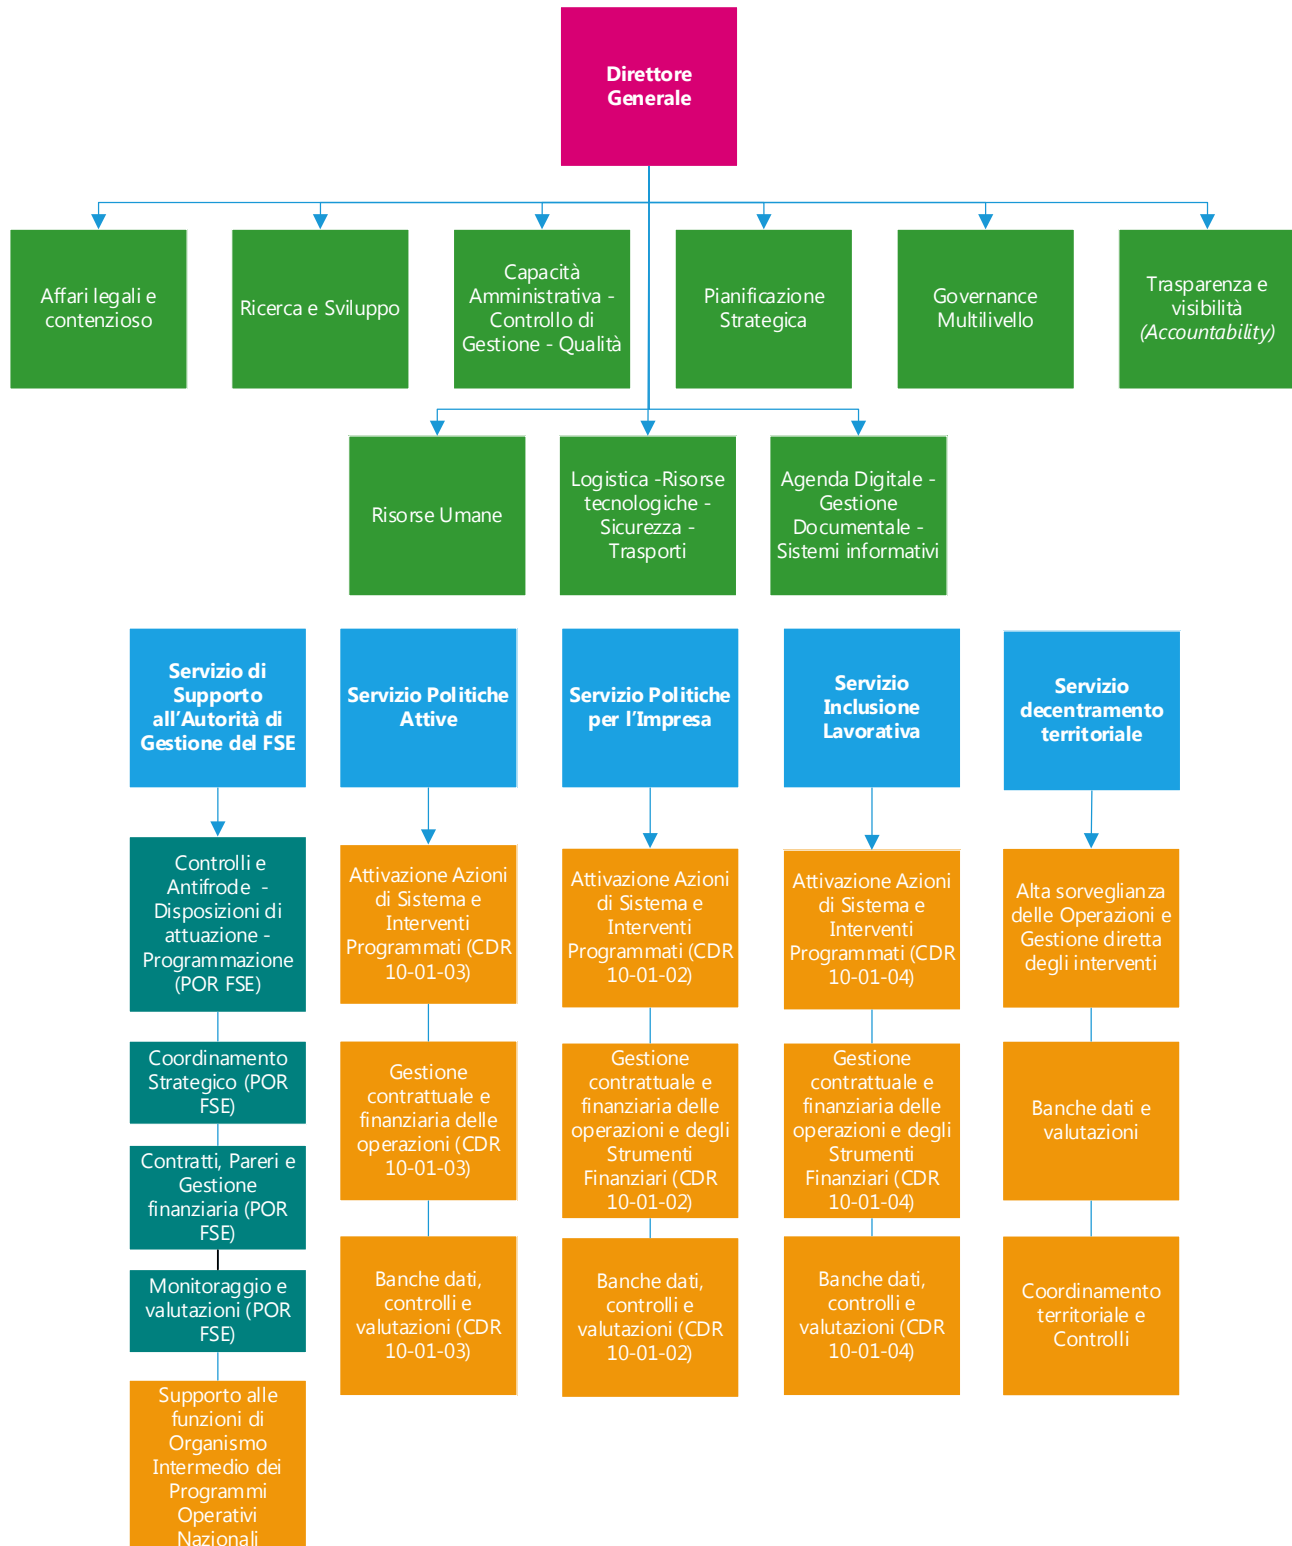 Direttore
Generale
Affari legali e
contenzioso
Ricerca e Sviluppo
Capacità
Amministrativa -
Controllo di
Gestione - Qualità
Pianificazione
Strategica
Governance
Multilivello
Trasparenza e
visibilità
(Accountability)
Risorse Umane
Logistica -Risorse
tecnologiche -
Sicurezza -
Trasporti
Agenda Digitale -
Gestione
Documentale -
Sistemi informativi
Servizio di
Supporto
all'Autorità di
Gestione del FSE
Servizio Politiche
Attive
Servizio Politiche
per l'Impresa
Servizio
Inclusione
Lavorativa
Servizio
decentramento
territoriale
Controlli e
Antifrode -
Disposizioni di
attuazione -
Programmazione
(POR FSE)
Coordinamento
Strategico (POR
FSE)
Contratti, Pareri e
Gestione
finanziaria (POR
FSE)
Monitoraggio e
valutazioni (POR
FSE)
Supporto alle
funzioni di
Organismo
Intermedio dei
Programmi
Operativi
Nazionali
Attivazione Azioni
di Sistema e
Interventi
Programmati (CDR
10-01-03)
Gestione
contrattuale e
finanziaria delle
operazioni (CDR
10-01-03)
Banche dati,
controlli e
valutazioni (CDR
10-01-03)
Attivazione Azioni
di Sistema e
Interventi
Programmati (CDR
10-01-02)
Gestione
contrattuale e
finanziaria delle
operazioni e degli
Strumenti
Finanziari (CDR
10-01-02)
Banche dati,
controlli e
valutazioni (CDR
10-01-02)
Attivazione Azioni
di Sistema e
Interventi
Programmati (CDR
10-01-04)
Gestione
contrattuale e
finanziaria delle
operazioni e degli
Strumenti
Finanziari (CDR
10-01-04)
Banche dati,
controlli e
valutazioni (CDR
10-01-04)
Alta sorveglianza
delle Operazioni e
Gestione diretta
degli interventi
Banche dati e
valutazioni
Coordinamento
territoriale e
Controlli